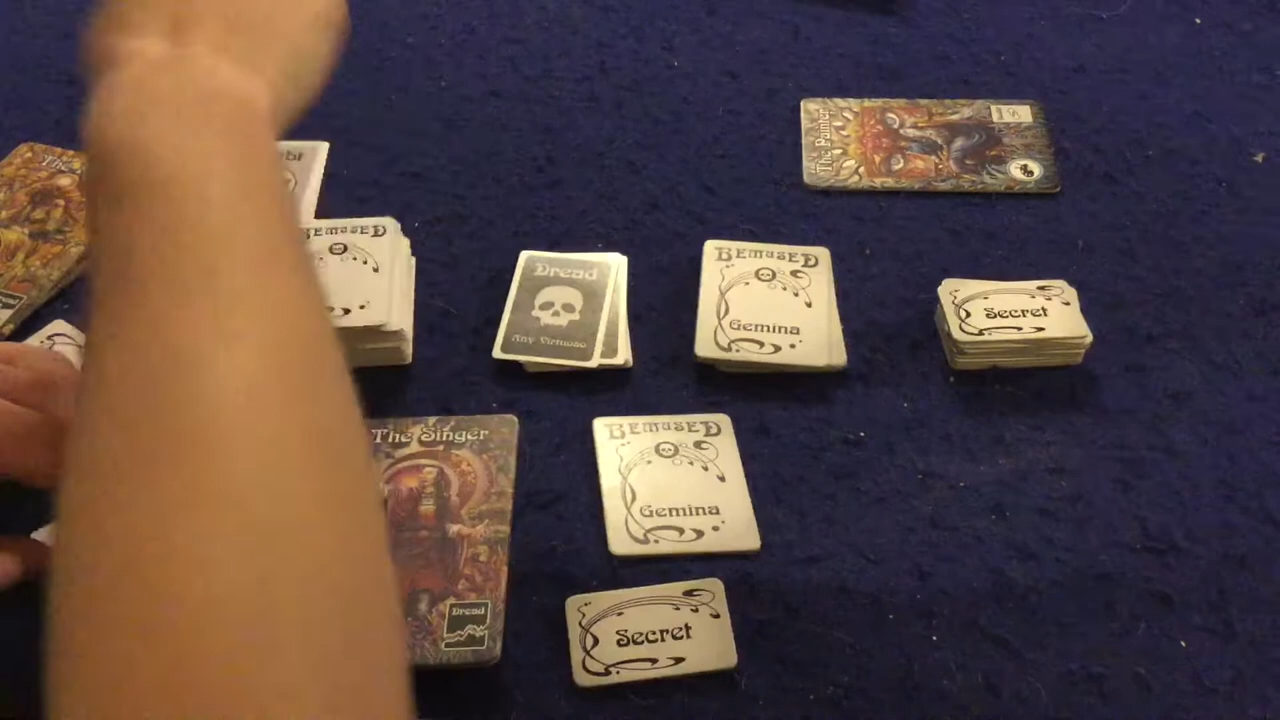 The Painter
BEMUSED
Dread
Any Virtuoso
BEMUSED
Gemina
Secret
The Singer
Dread
BEMUSED
Gemina
Secret